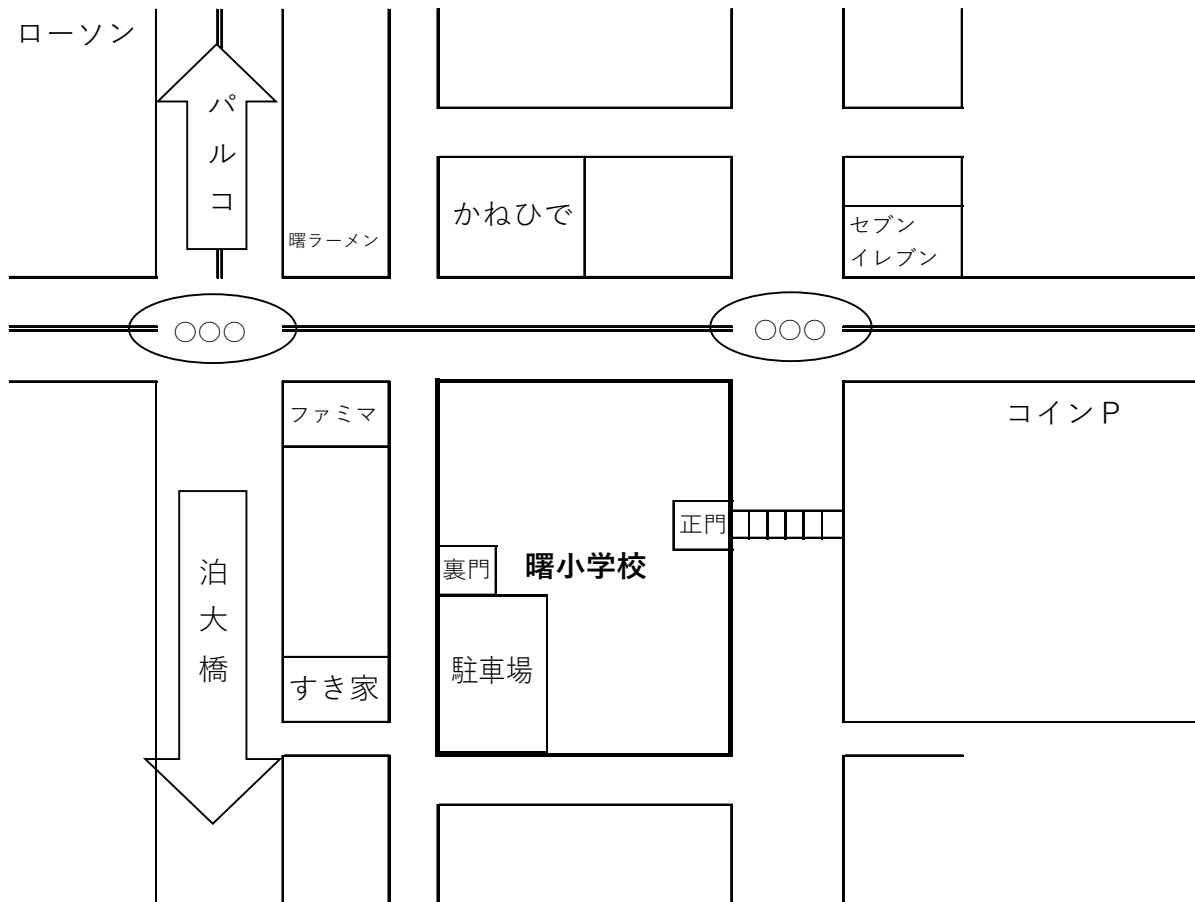 ローソン
パルコ
曙ラーメン
かねひで
セブン
イレブン
○○○
○○○
ファミマ
コインP
正門
裏門
曙小学校
泊大橋
駐車場
すき家